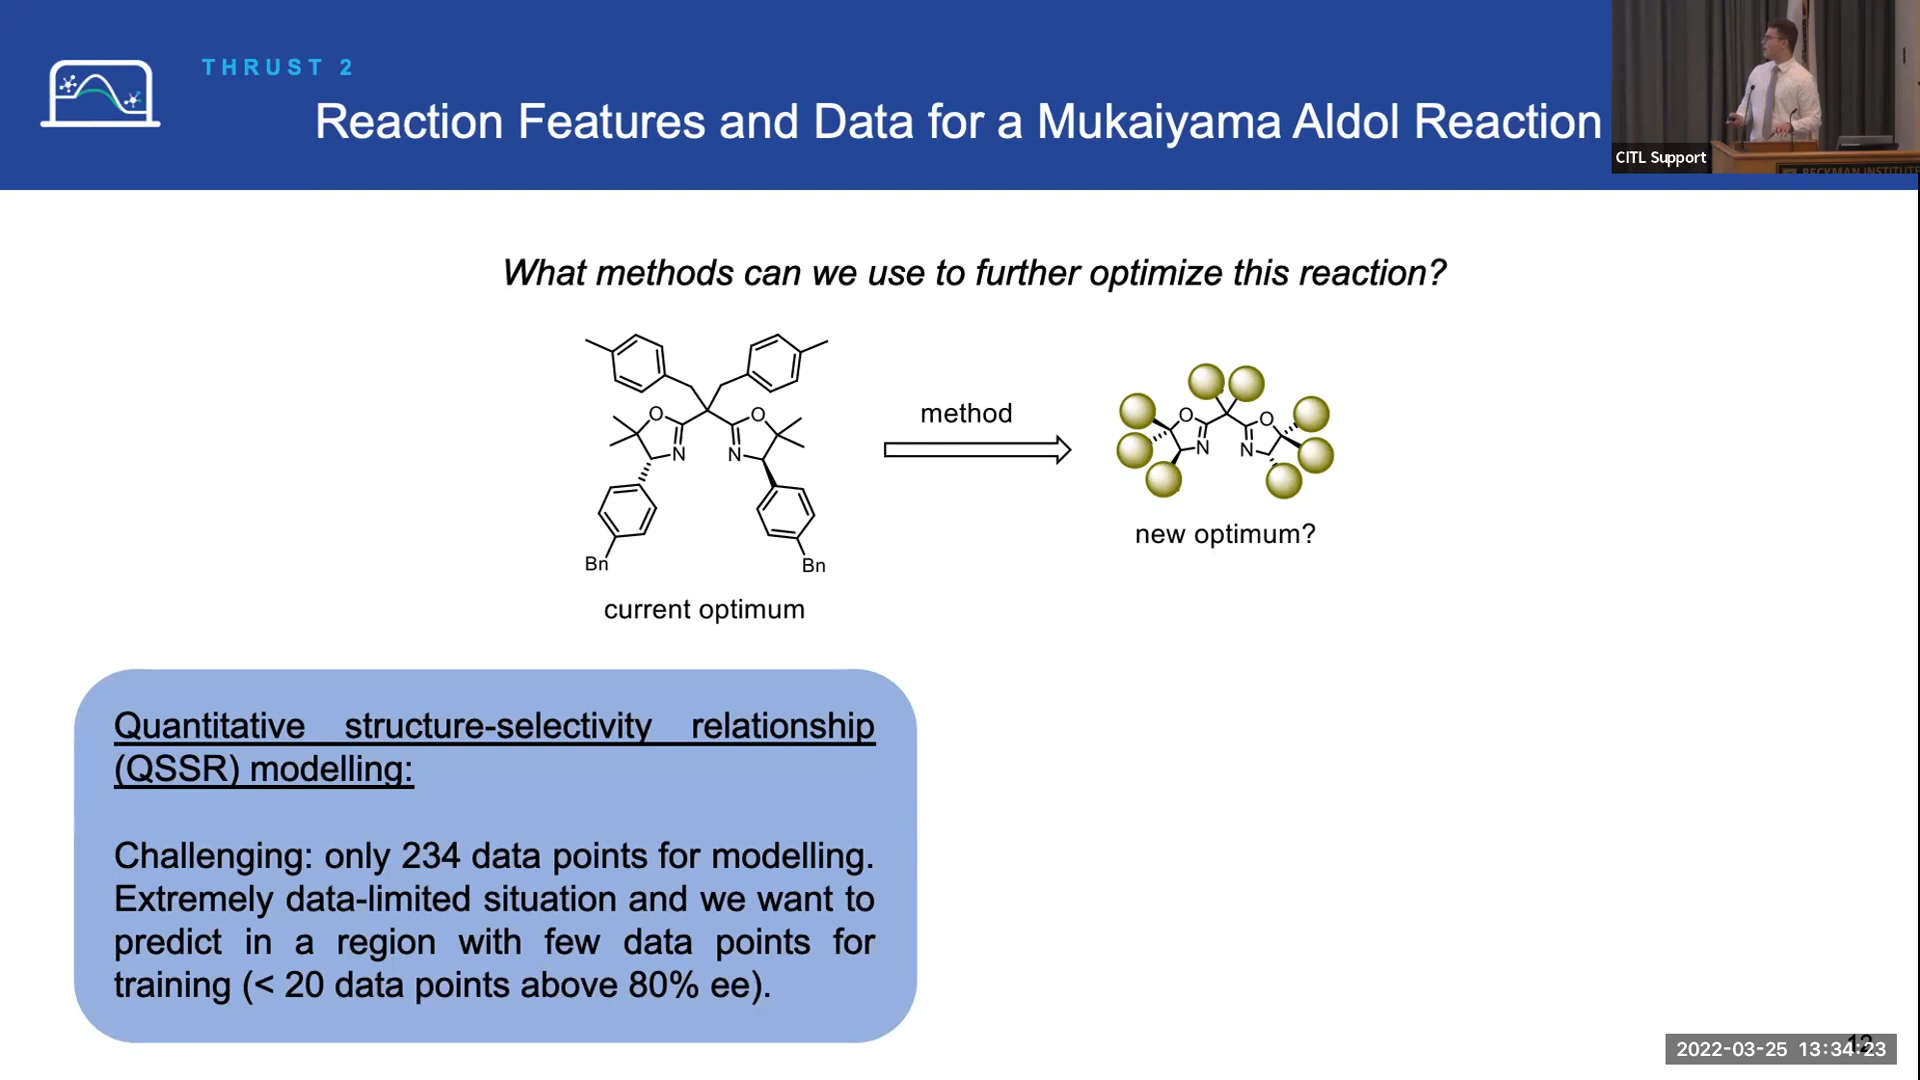 THRUST 2
Reaction Features and Data for a Mukaiyama Aldol Reaction
CITL Support
BECKMAN INSTITUTE
What methods can we use to further optimize this reaction?
O
O
N
N
Bn
Bn
current optimum
method
O
O
N
N
new optimum?
Quantitative structure-selectivity relationship
(QSSR) modelling:
Challenging: only 234 data points for modelling.
Extremely data-limited situation and we want to
predict in a region with few data points for
training (< 20 data points above 80% ee).
12
2022-03-25 13:34:23